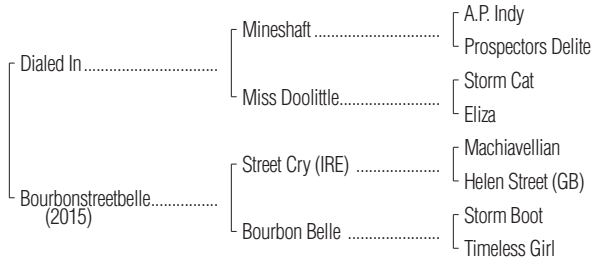 A.P. Indy
Mineshaft ..............................
Prospectors Delite
Dialed In................................
Storm Cat
Miss Doolittle........................
Eliza
Machiavellian
Street Cry (IRE) ....................
Helen Street (GB)
Bourbonstreetbelle................
(2015)
Storm Boot
Bourbon Belle ......................
Timeless Girl